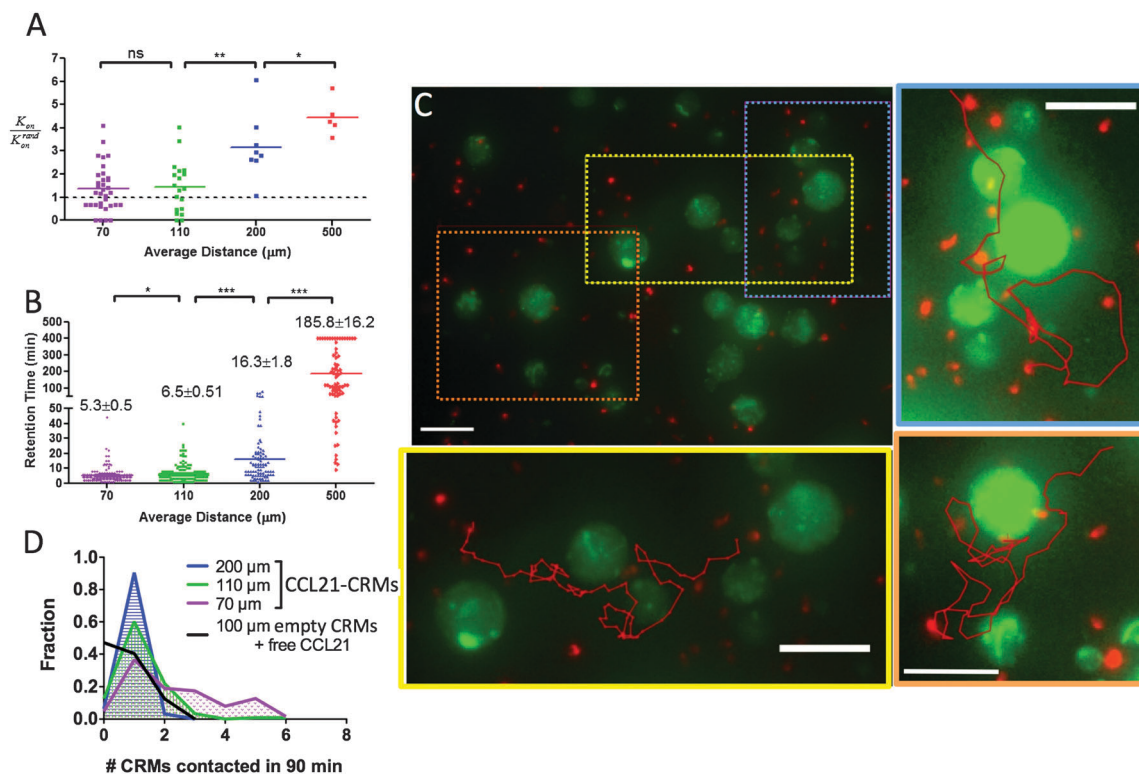 A
ns
**
*
7
6
5
4
3
2
1
0
K_on
K_on^rand
70
110
200
500
Average Distance (µm)
B
*
***
***
185.8±16.2
16.3±1.8
6.5±0.51
5.3±0.5
500
400
300
200
100
50
40
30
20
10
0
Retention Time (min)
70
110
200
500
Average Distance (µm)
C
D
1.0
0.8
0.6
0.4
0.2
0.0
Fraction
200 µm
110 µm
70 µm
CCL21-CRMs
100 µm empty CRMs
+ free CCL21
0
2
4
6
8
# CRMs contacted in 90 min